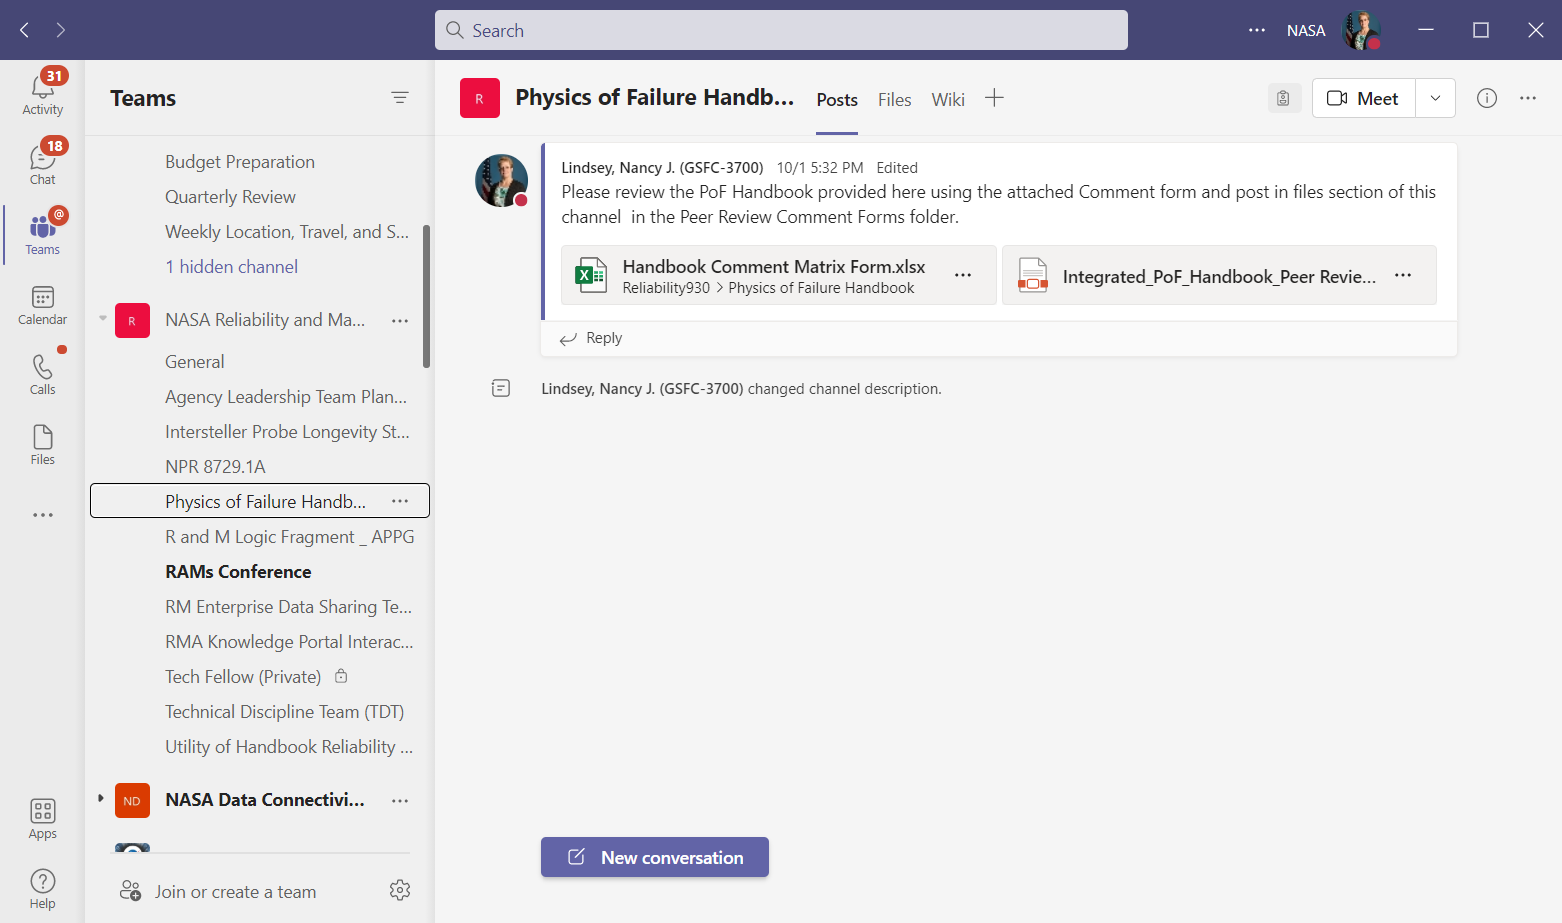 Search
NASA
31
Activity
18
Chat
@
Teams
Calendar
Calls
Files
Apps
Help
Teams
Budget Preparation
Quarterly Review
Weekly Location, Travel, and S...
1 hidden channel
R
NASA Reliability and Ma...
General
Agency Leadership Team Plan...
Intersteller Probe Longevity St...
NPR 8729.1A
Physics of Failure Handb...
R and M Logic Fragment _ APPG
RAMs Conference
RM Enterprise Data Sharing Te...
RMA Knowledge Portal Interac...
Tech Fellow (Private)
Technical Discipline Team (TDT)
Utility of Handbook Reliability ...
ND
NASA Data Connectivi...
Join or create a team
R
Physics of Failure Handb...
Posts
Files
Wiki
Meet
Lindsey, Nancy J. (GSFC-3700) 10/1 5:32 PM Edited
Please review the PoF Handbook provided here using the attached Comment form and post in files section of this
channel  in the Peer Review Comment Forms folder.
Handbook Comment Matrix Form.xlsx
Reliability930 > Physics of Failure Handbook
Integrated_PoF_Handbook_Peer Revie...
Reply
Lindsey, Nancy J. (GSFC-3700) changed channel description.
New conversation